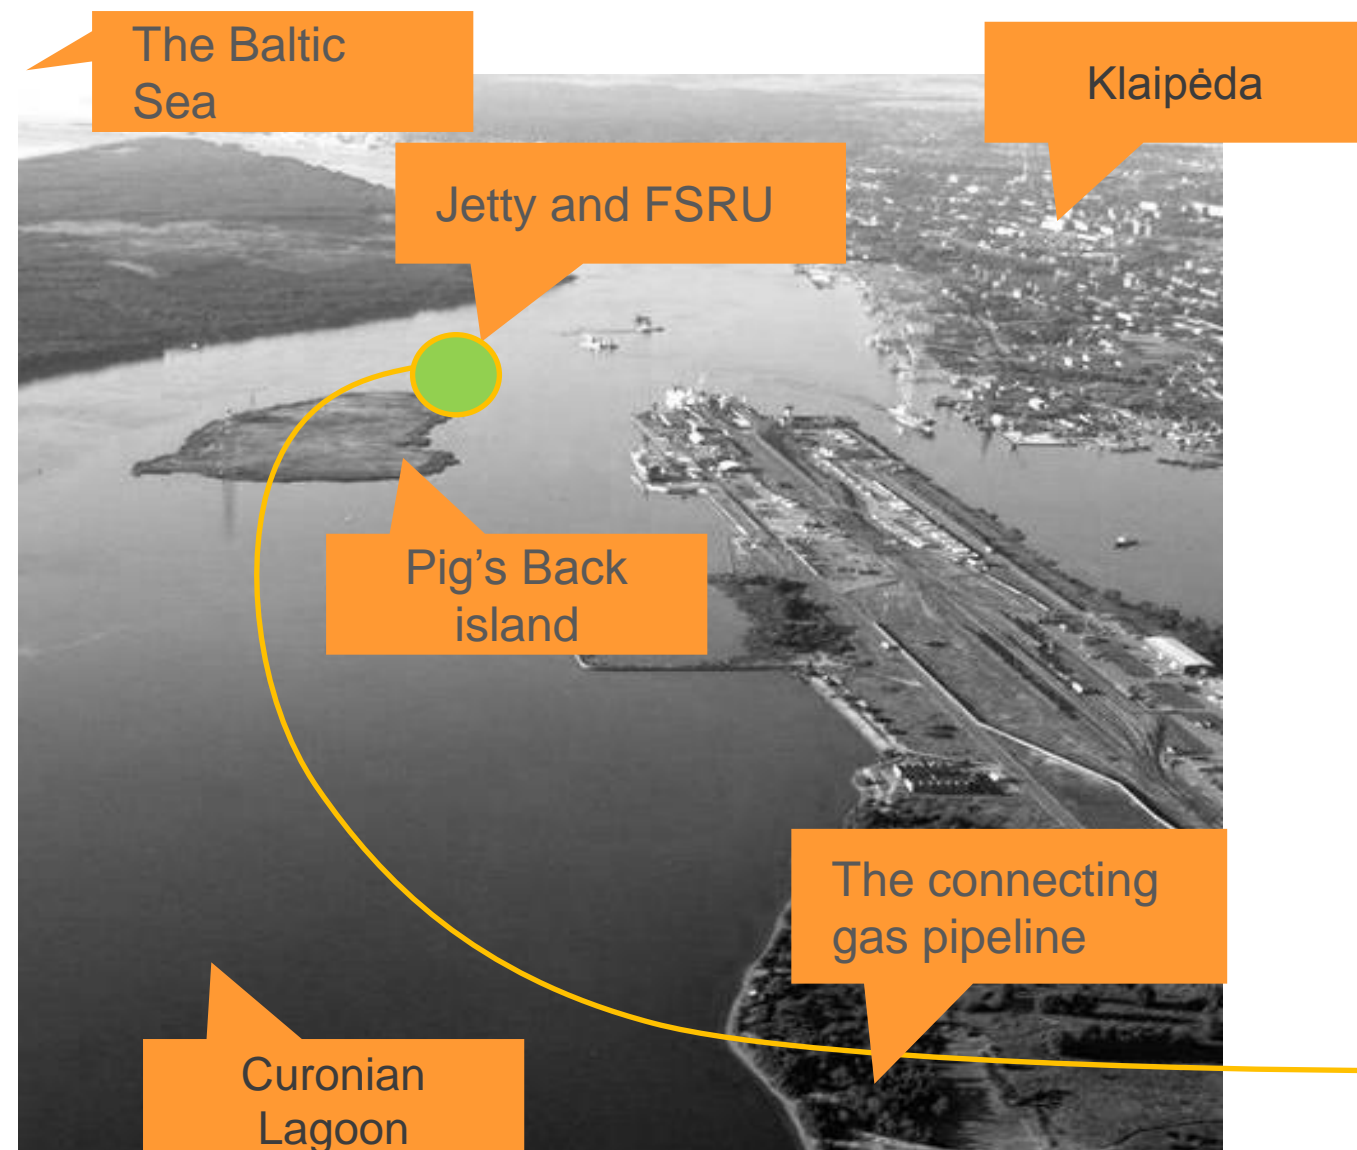 The Baltic
Sea
Klaipėda
Jetty and FSRU
Pig’s Back
island
The connecting
gas pipeline
Curonian
Lagoon